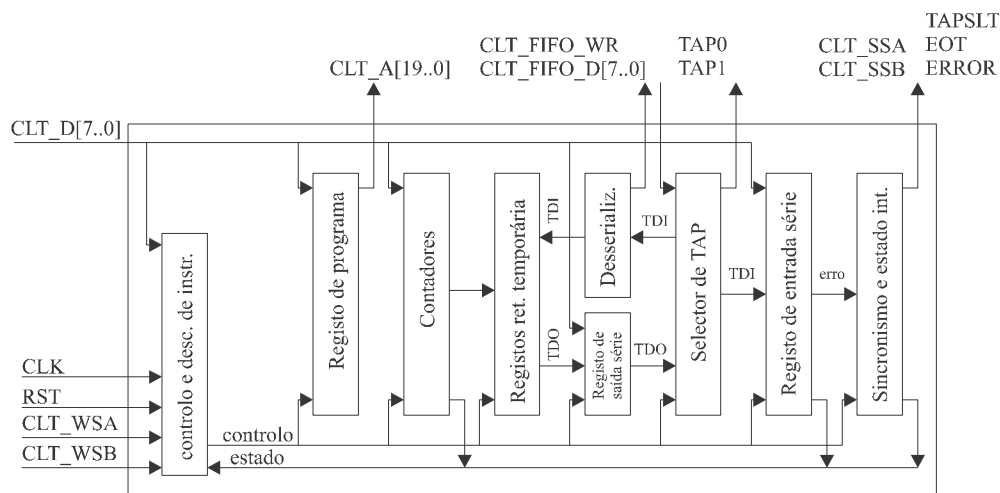 TAPSLT
CLT_FIFO_WR
TAP0
CLT_SSA
EOT
CLT_A[19..0]
CLT_FIFO_D[7..0]
TAP1
CLT_SSB
ERROR
CLT_D[7..0]
controlo e desc. de instr.
Registo de programa
Contadores
Registos ret. temporária
TDI
TDO
Desserializ.
Registo de
saída série
TDI
TDO
Selector de TAP
TDI
Registo de entrada série
erro
Sincronismo e estado int.
CLK
RST
CLT_WSA
CLT_WSB
controlo
estado